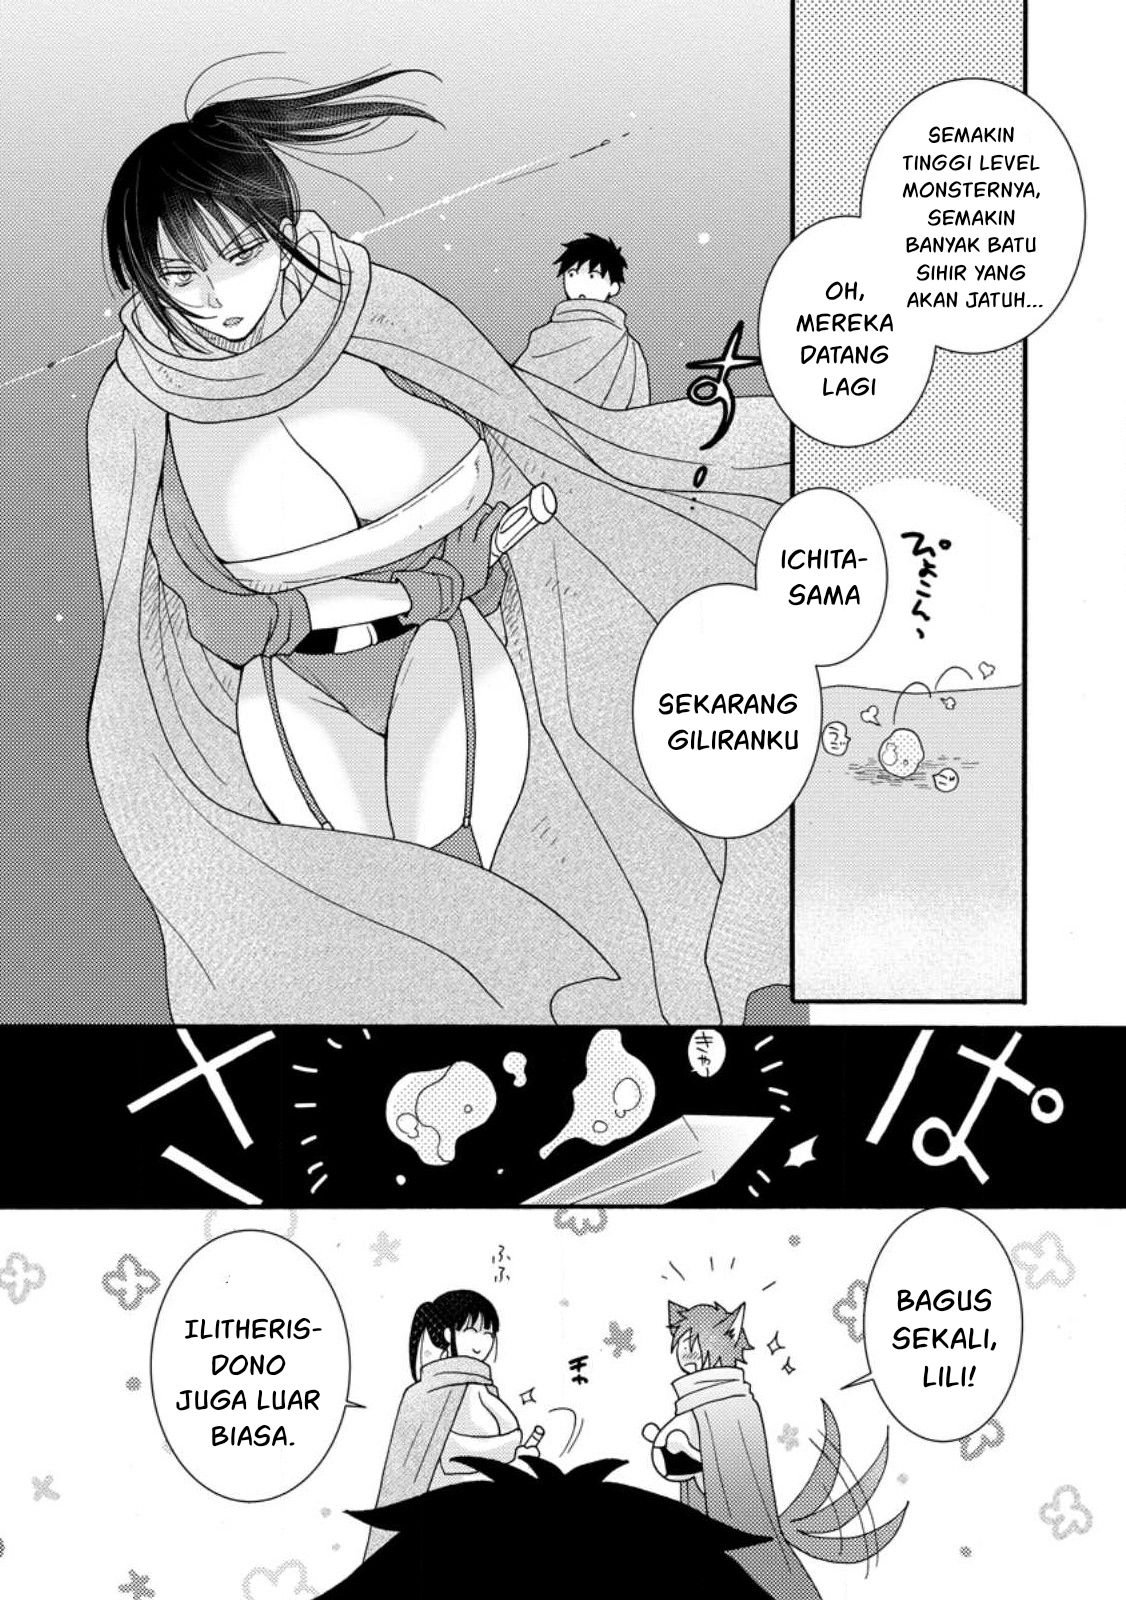 SEMAKIN
TINGGI LEVEL
MONSTERNYA,
SEMAKIN
BANYAK BATU
SIHIR YANG
AKAN JATUH...
OH,
MEREKA
DATANG
LAGI
ぴょこん、
ICHITA-
SAMA
SEKARANG
GILIRANKU
す
ぱ
きゃー
BAGUS
SEKALI,
LILI!
ふふ
キャ
ILITHERIS-
DONO
JUGA LUAR
BIASA.